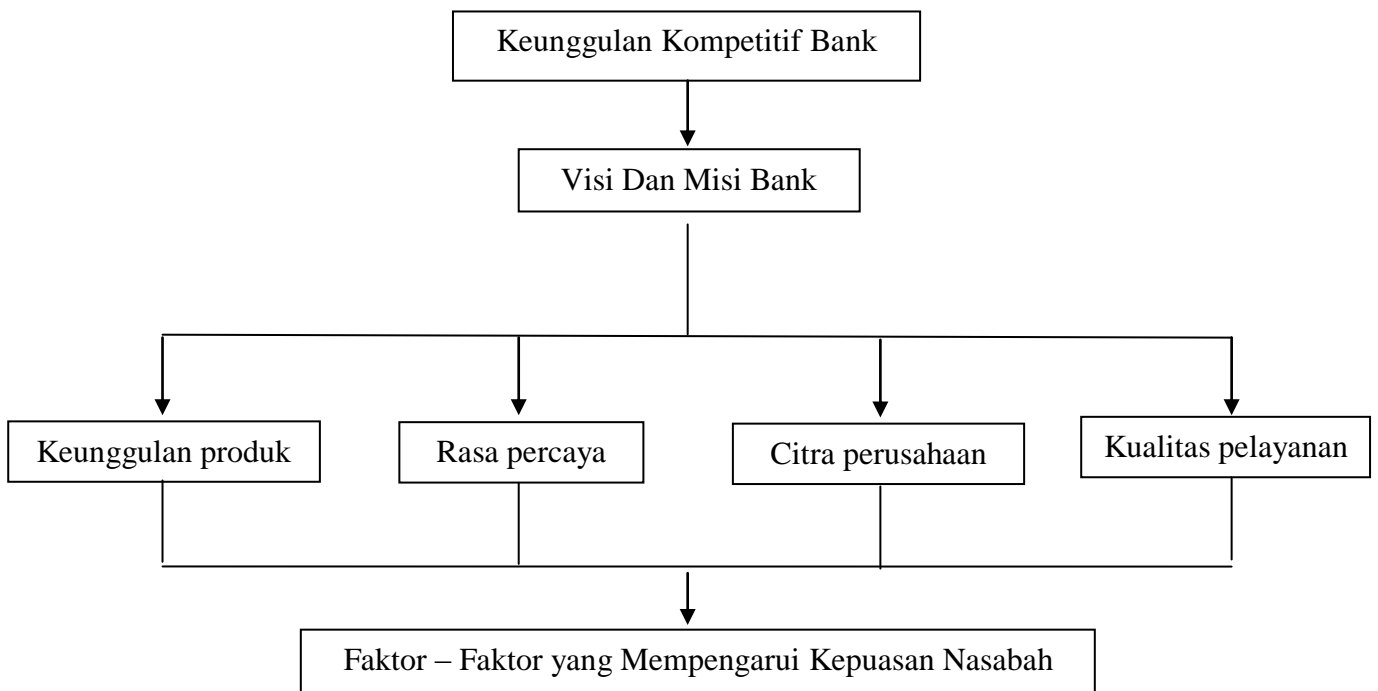 Keunggulan Kompetitif Bank
Visi Dan Misi Bank
Keunggulan produk
Rasa percaya
Citra perusahaan
Kualitas pelayanan
Faktor – Faktor yang Mempengarui Kepuasan Nasabah